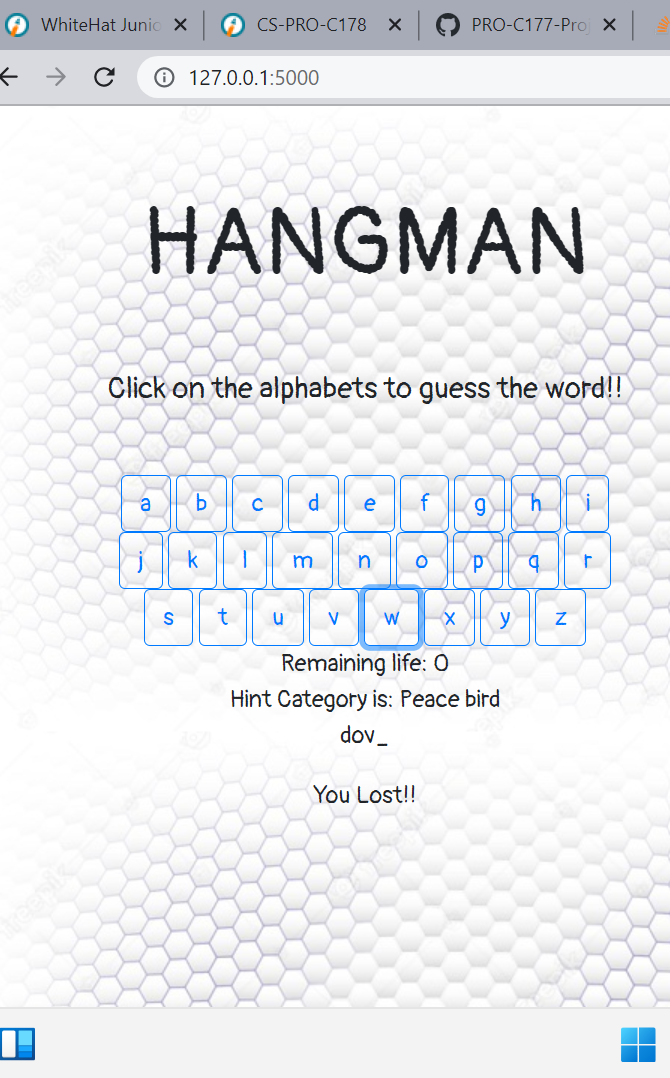 WhiteHat Junio
CS-PRO-C178
PRO-C177-Proj
127.0.0.1:5000
HANGMAN
Click on the alphabets to guess the word!!
a b c d e f g h i
j k l m n o p q r
s t u v w x y z
Remaining life: 0
Hint Category is: Peace bird
dov_
You Lost!!